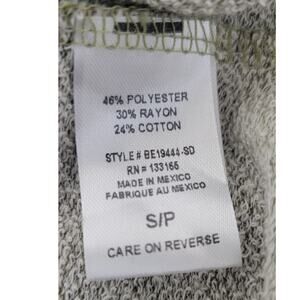 46% POLYESTER
30% RAYON
24% COTTON
STYLE # BE19444-SD
RN # 133165
MADE IN MEXICO
FABRIQUE AU MEXICO
S/P
CARE ON REVERSE